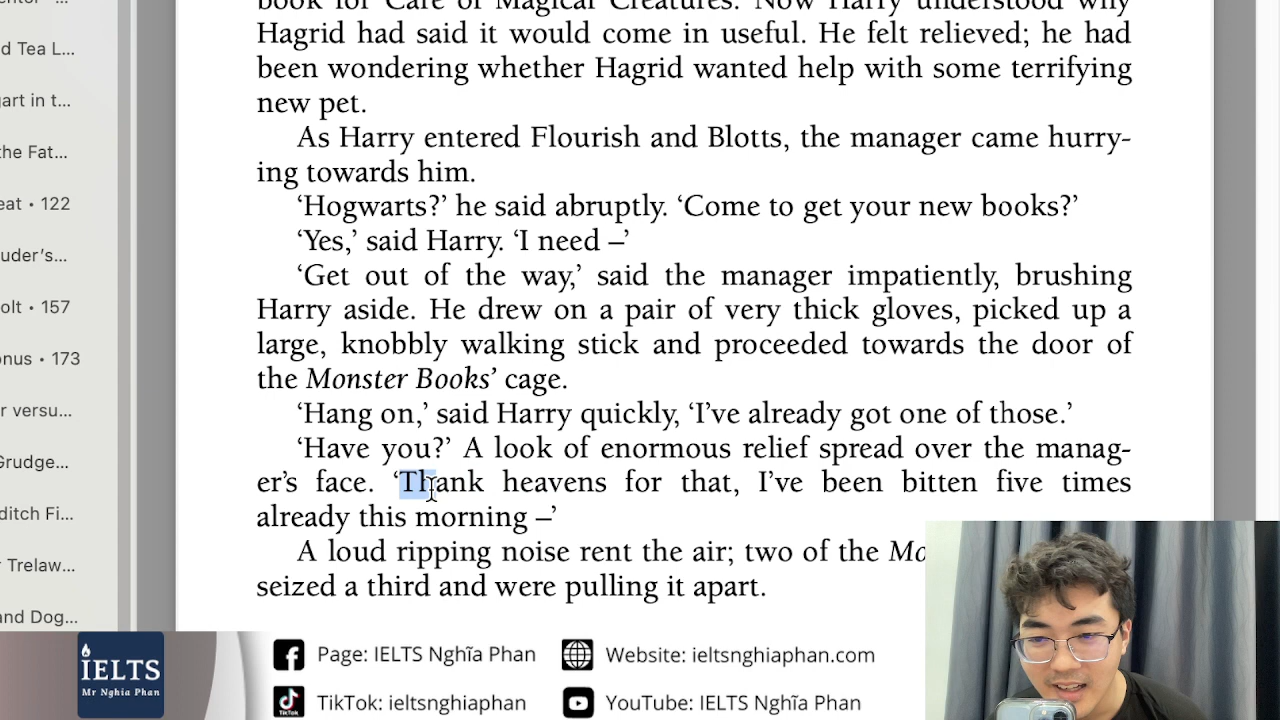 book for Care of Magical Creatures. Now Harry understood why
Hagrid had said it would come in useful. He felt relieved; he had
been wondering whether Hagrid wanted help with some terrifying
new pet.
As Harry entered Flourish and Blotts, the manager came hurry-
ing towards him.
‘Hogwarts?’ he said abruptly. ‘Come to get your new books?’
‘Yes,’ said Harry. ‘I need –’
‘Get out of the way,’ said the manager impatiently, brushing
Harry aside. He drew on a pair of very thick gloves, picked up a
large, knobbly walking stick and proceeded towards the door of
the Monster Books’ cage.
‘Hang on,’ said Harry quickly, ‘I’ve already got one of those.’
‘Have you?’ A look of enormous relief spread over the manag-
er’s face. ‘Thank heavens for that, I’ve been bitten five times
already this morning –’
A loud ripping noise rent the air; two of the Mo
seized a third and were pulling it apart.
d Tea L...
art in t...
the Fat...
eat • 122
uder’s...
olt • 157
onus • 173
r versu...
Grudge...
ditch Fi...
r Trelaw...
and Dog...
IELTS
Mr Nghia Phan
Page: IELTS Nghĩa Phan
Website: ieltsnghiaphan.com
TikTok
TikTok: ieltsnghiaphan
YouTube: IELTS Nghĩa Phan